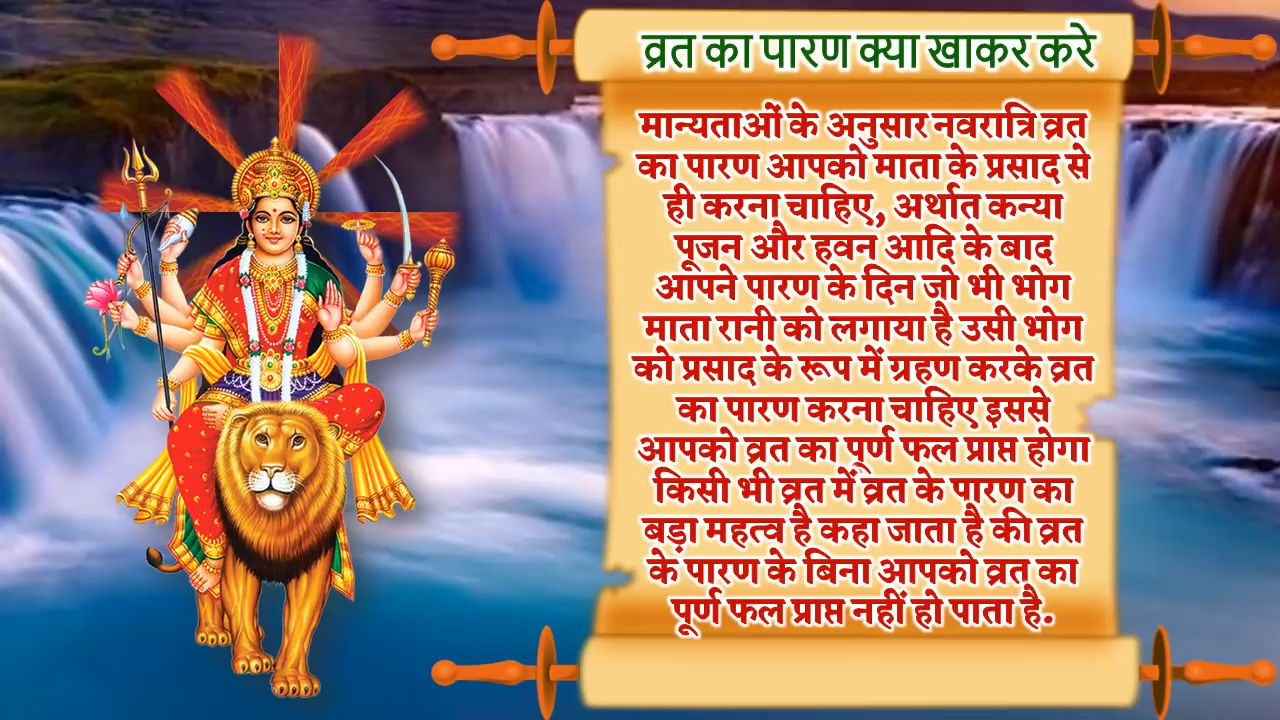 व्रत का पारण क्या खाकर करे
मान्यताओं के अनुसार नवरात्रि व्रत
का पारण आपको माता के प्रसाद से
ही करना चाहिए, अर्थात कन्या
पूजन और हवन आदि के बाद
आपने पारण के दिन जो भी भोग
माता रानी को लगाया है उसी भोग
को प्रसाद के रूप में ग्रहण करके व्रत
का पारण करना चाहिए इससे
आपको व्रत का पूर्ण फल प्राप्त होगा
किसी भी व्रत में व्रत के पारण का
बड़ा महत्व है कहा जाता है की व्रत
के पारण के बिना आपको व्रत का
पूर्ण फल प्राप्त नहीं हो पाता है.